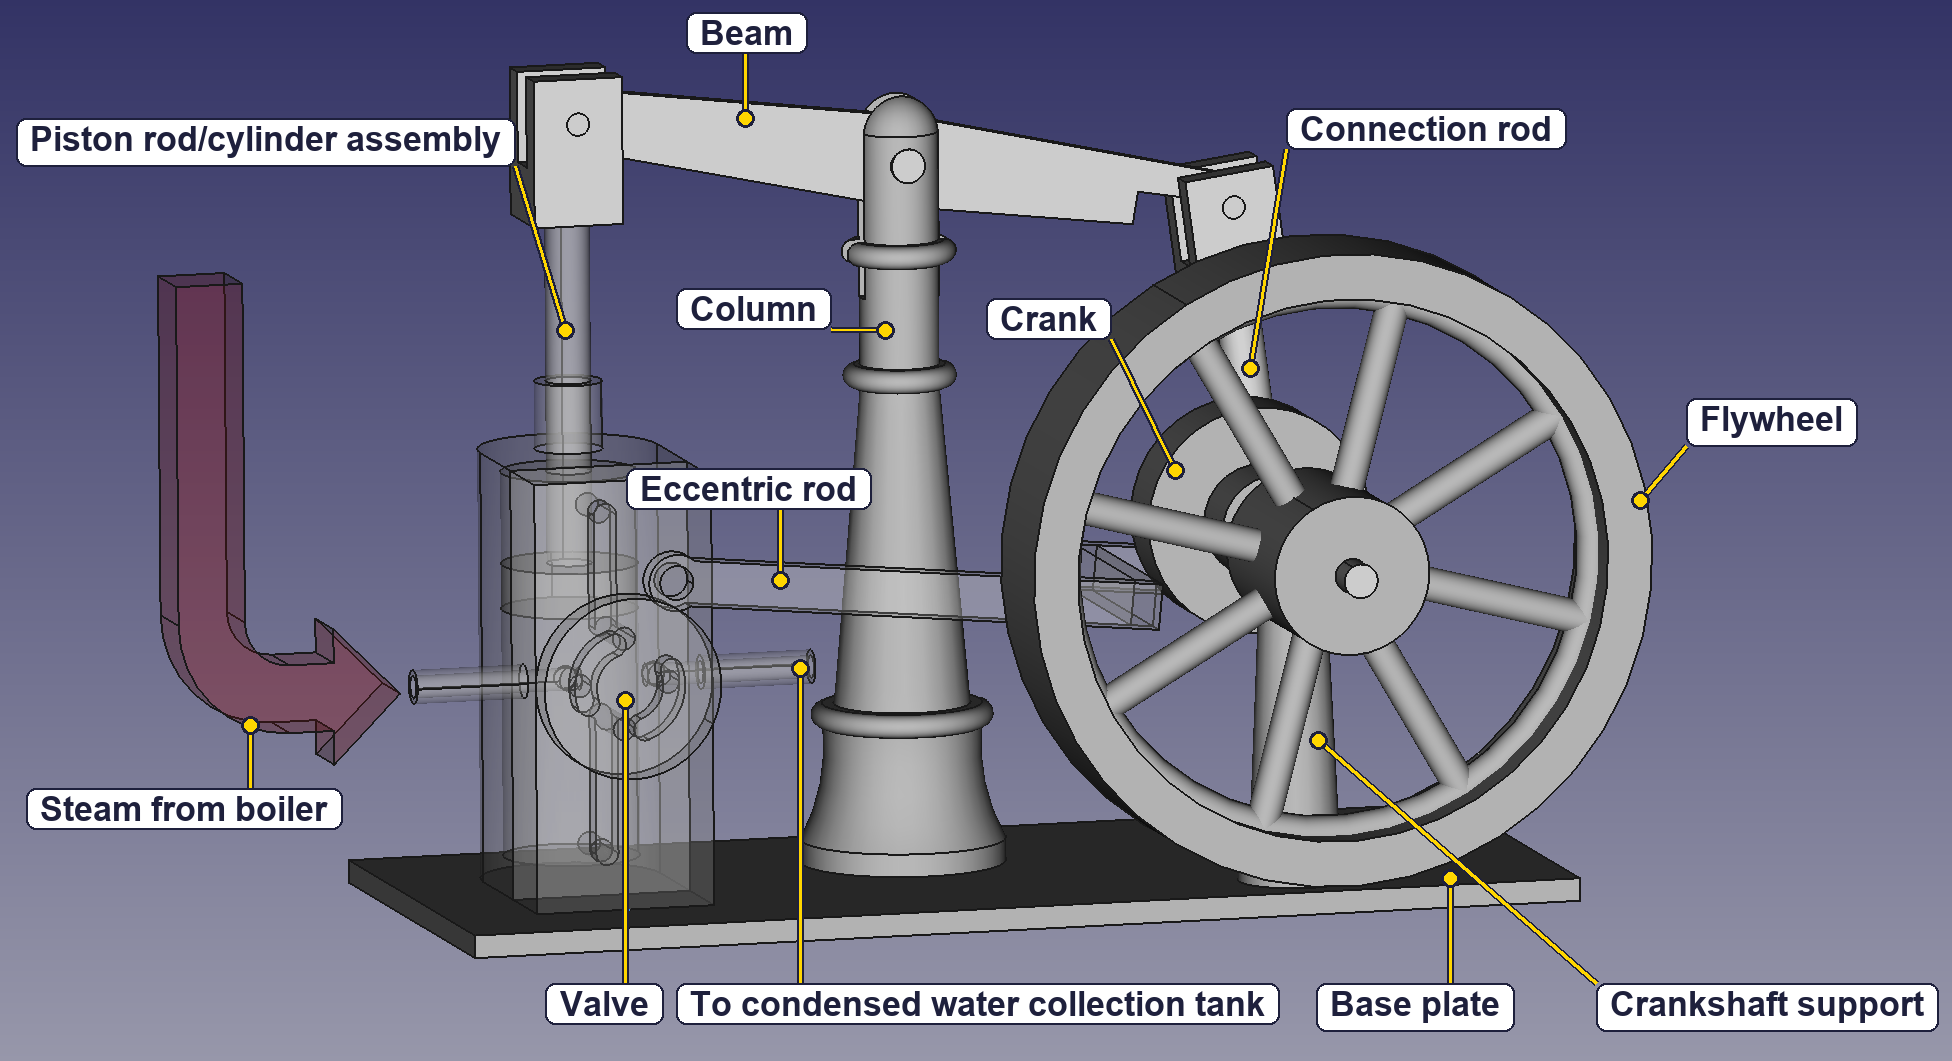 Beam
Piston rod/cylinder assembly
Connection rod
Column
Crank
Flywheel
Eccentric rod
Steam from boiler
Valve
To condensed water collection tank
Base plate
Crankshaft support